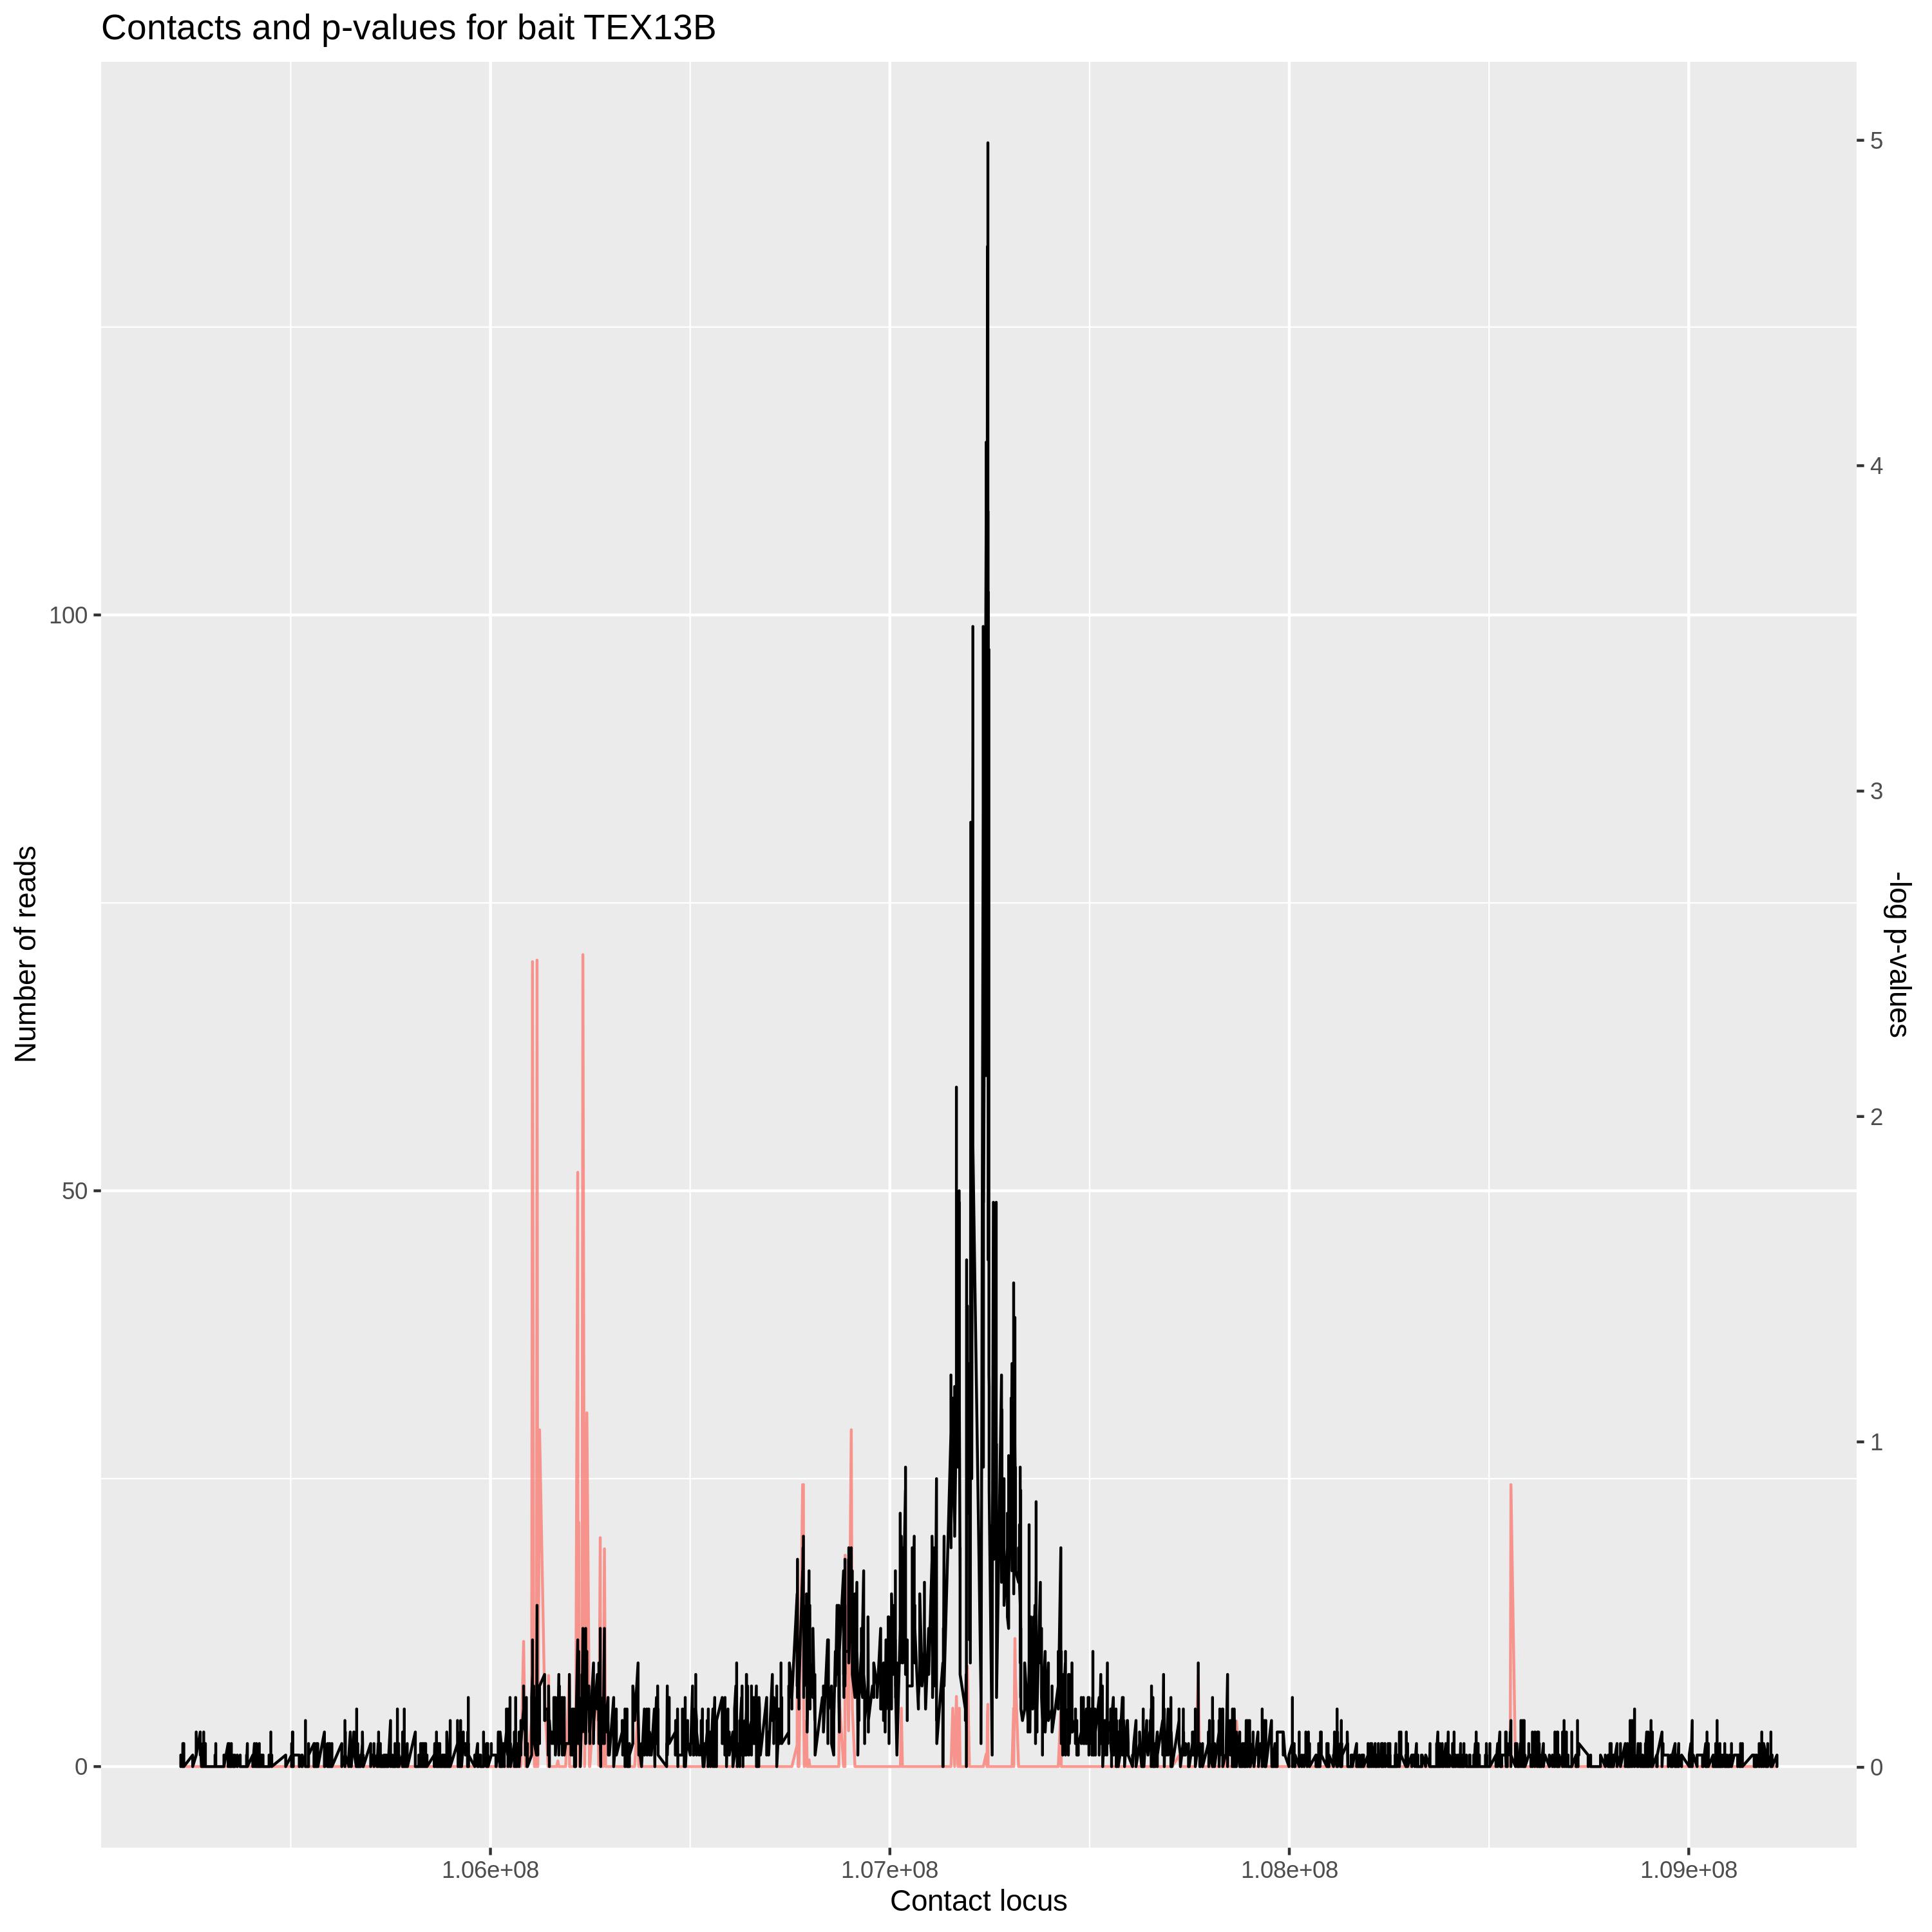 Contacts and p-values for bait TEX13B
Number of reads
100
50
0
5
4
3
2
1
0
-log p-values
1.06e+08
1.07e+08
1.08e+08
1.09e+08
Contact locus